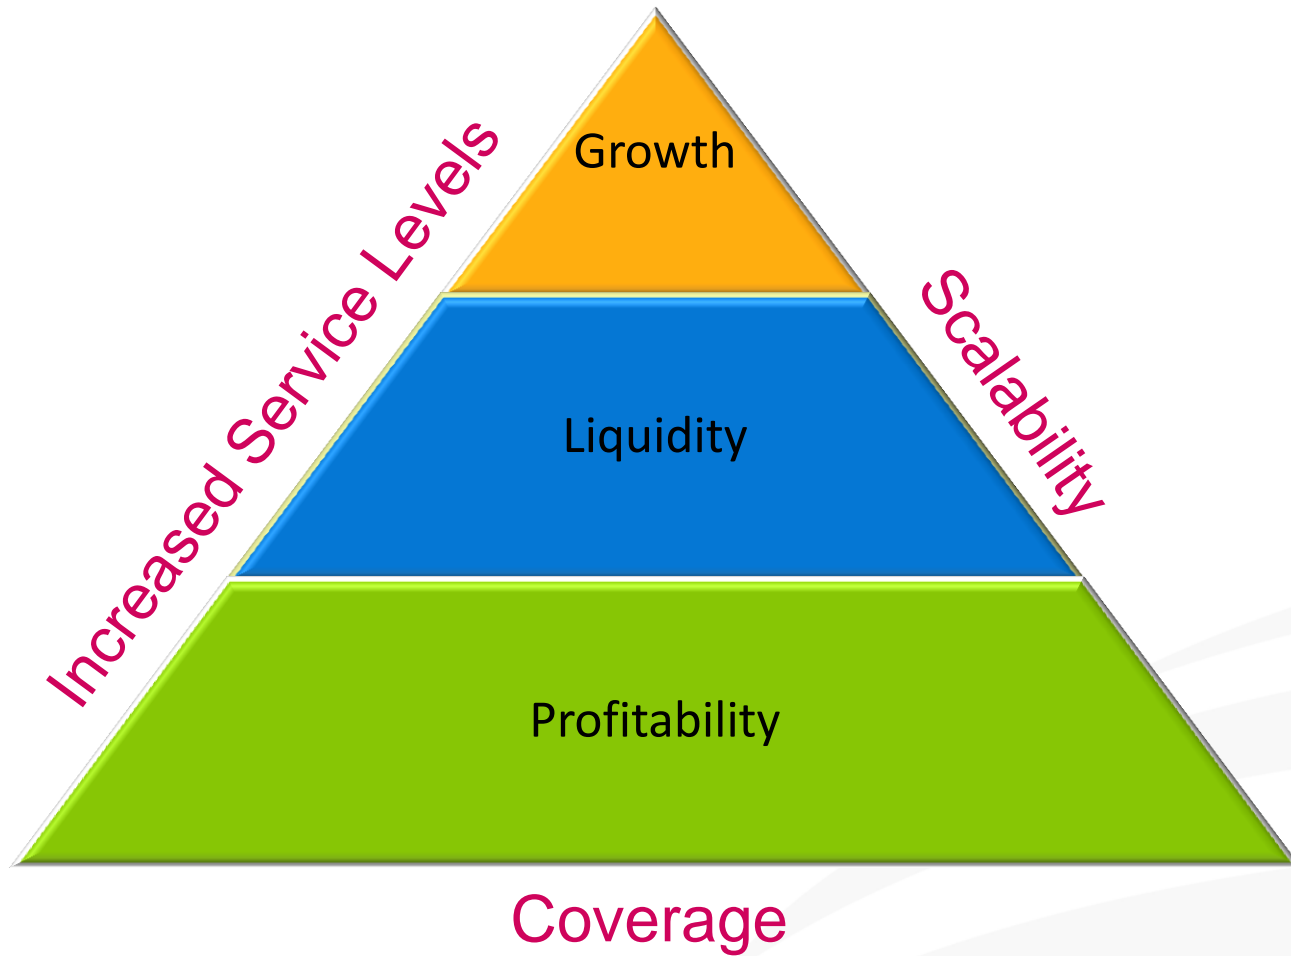 Growth
Increased Service Levels
Scalability
Liquidity
Profitability
Coverage